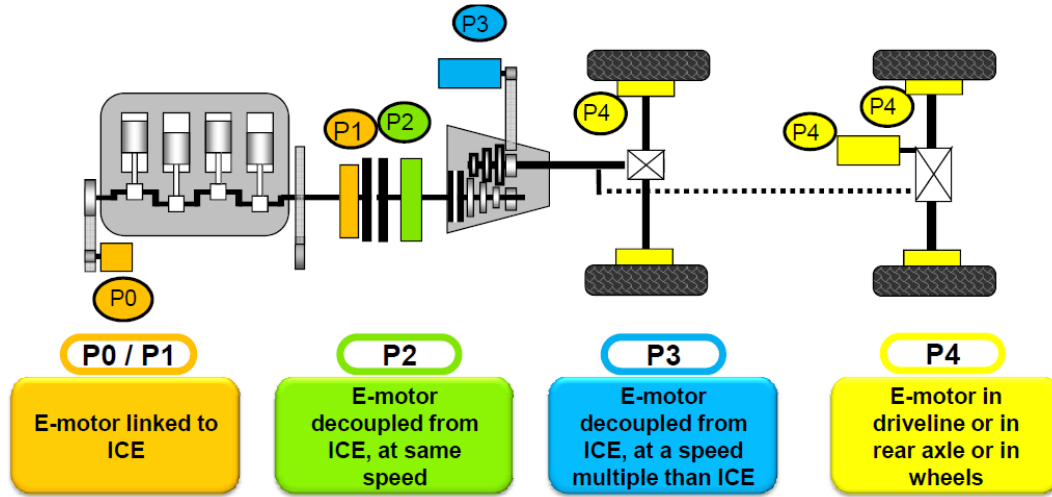 P3
P1
P2
P4
P4
P4
P0
P0 / P1
P2
P3
P4
E-motor linked to
ICE
E-motor
decoupled from
ICE, at same
speed
E-motor
decoupled from
ICE, at a speed
multiple than ICE
E-motor in
driveline or in
rear axle or in
wheels